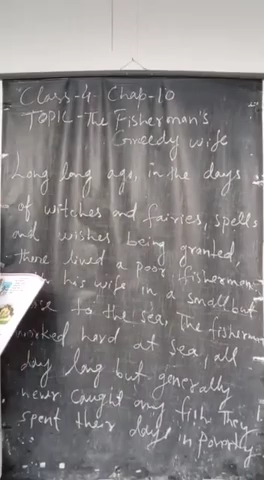 Class-4 Chap-10
TOPIC-The Fisherman's
Greedy wife
Long long ago, in the days
of witches and fairies, spells
and wishes being granted,
there lived a poor fisherman
his wife in a small but
to the sea. The fisherman
worked hard at sea, all
day long but generally
never caught any fish They
spent their days in Poverty